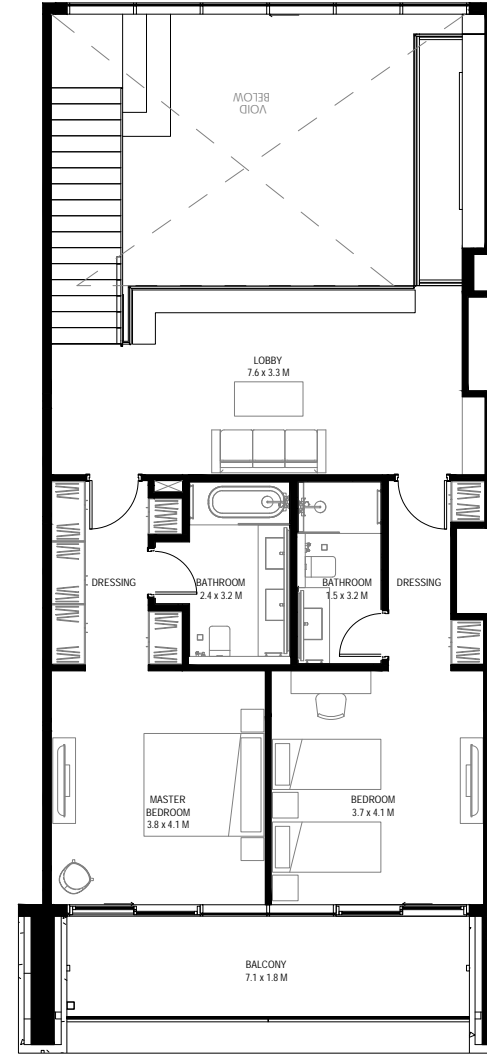 VOID
BELOW
LOBBY
7.6 x 3.3 M
DRESSING
BATHROOM
2.4 x 3.2 M
BATHROOM
1.5 x 3.2 M
DRESSING
MASTER
BEDROOM
3.8 x 4.1 M
BEDROOM
3.7 x 4.1 M
BALCONY
7.1 x 1.8 M